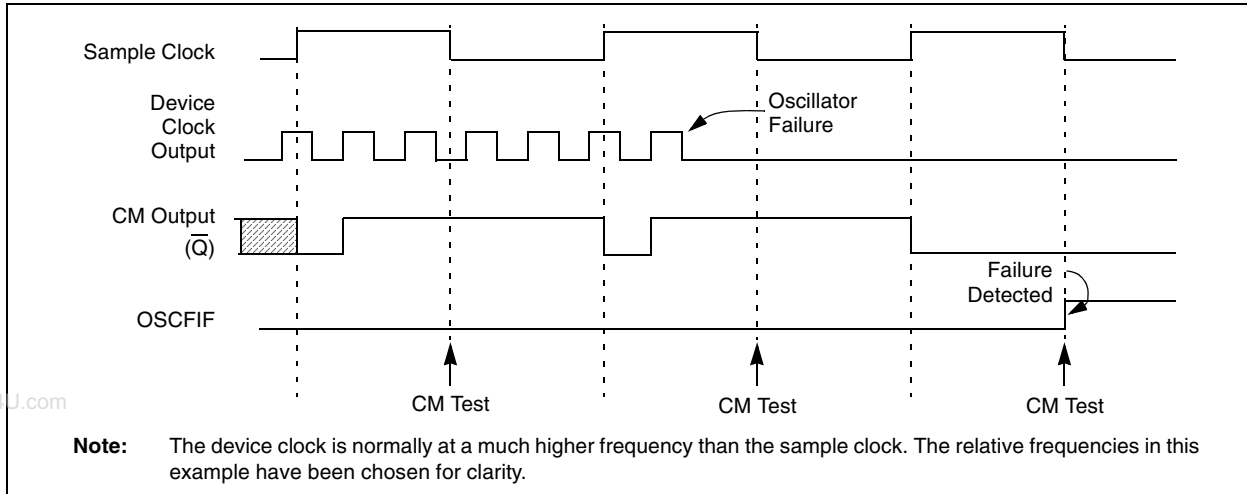 Sample Clock
Device
Clock
Output
Oscillator
Failure
CM Output
(Q̅)
Failure
Detected
OSCFIF
CM Test
CM Test
CM Test
4U.com
Note: The device clock is normally at a much higher frequency than the sample clock. The relative frequencies in this
example have been chosen for clarity.